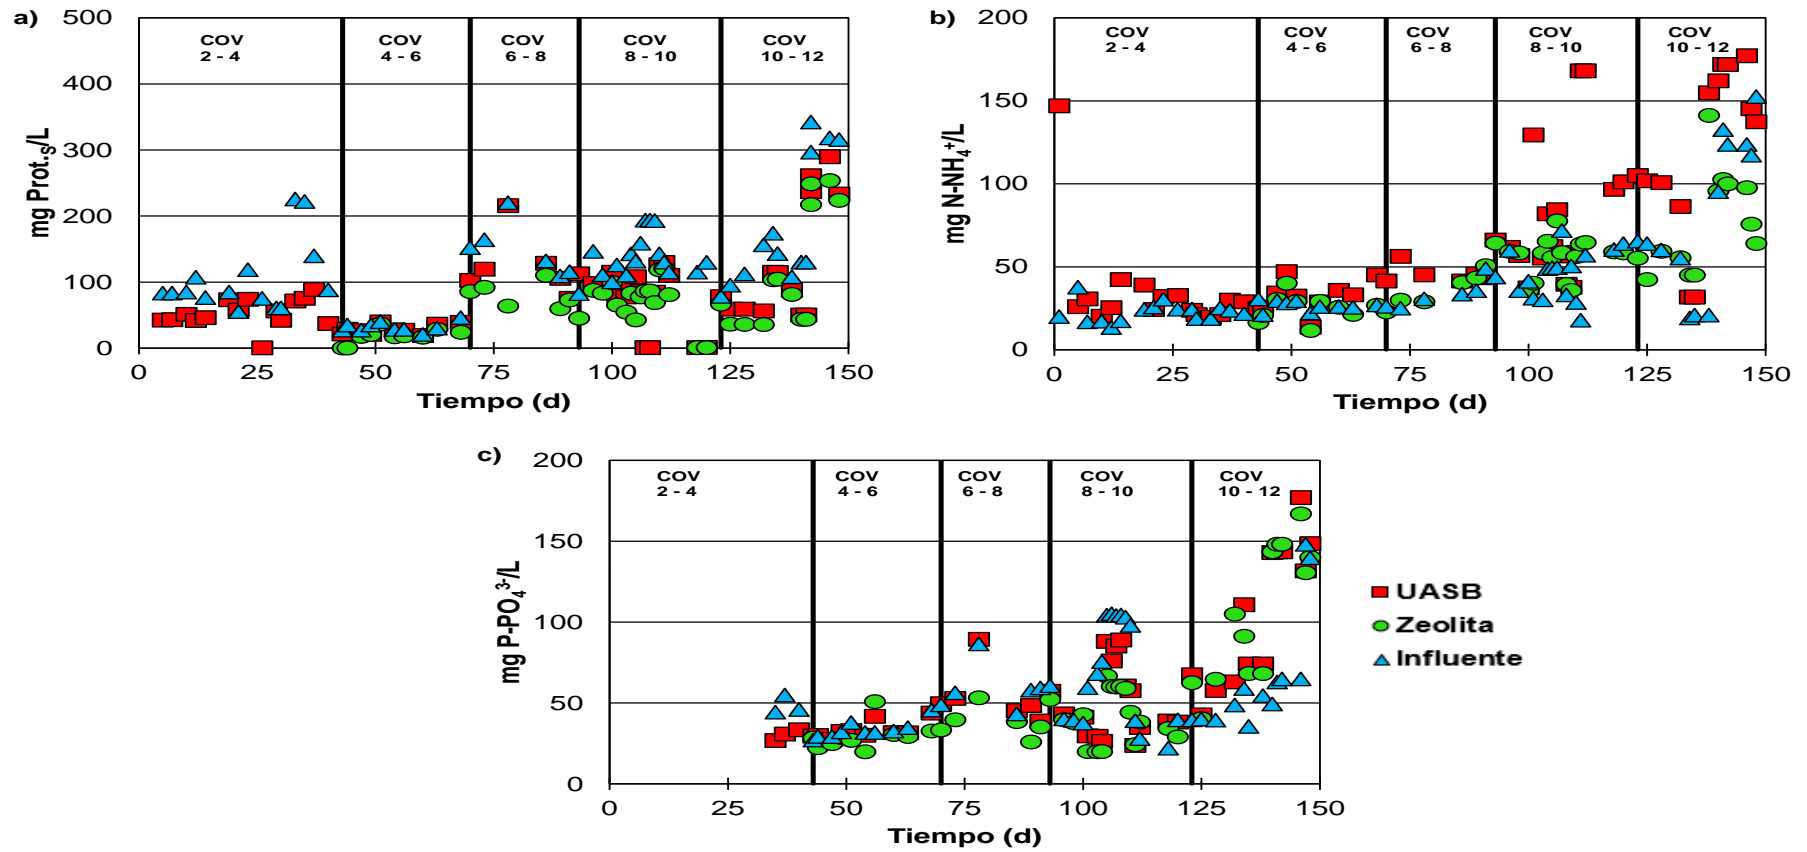 a)
500
400
300
200
100
0
mg Prot.S/L
COV
2 - 4
COV
4 - 6
COV
6 - 8
COV
8 - 10
COV
10 - 12
0 25 50 75 100 125 150
Tiempo (d)
b)
200
150
100
50
0
mg N-NH4+/L
COV
2 - 4
COV
4 - 6
COV
6 - 8
COV
8 - 10
COV
10 - 12
0 25 50 75 100 125 150
Tiempo (d)
c)
200
150
100
50
0
mg P-PO43-/L
COV
2 - 4
COV
4 - 6
COV
6 - 8
COV
8 - 10
COV
10 - 12
0 25 50 75 100 125 150
Tiempo (d)
UASB
Zeolita
Influente